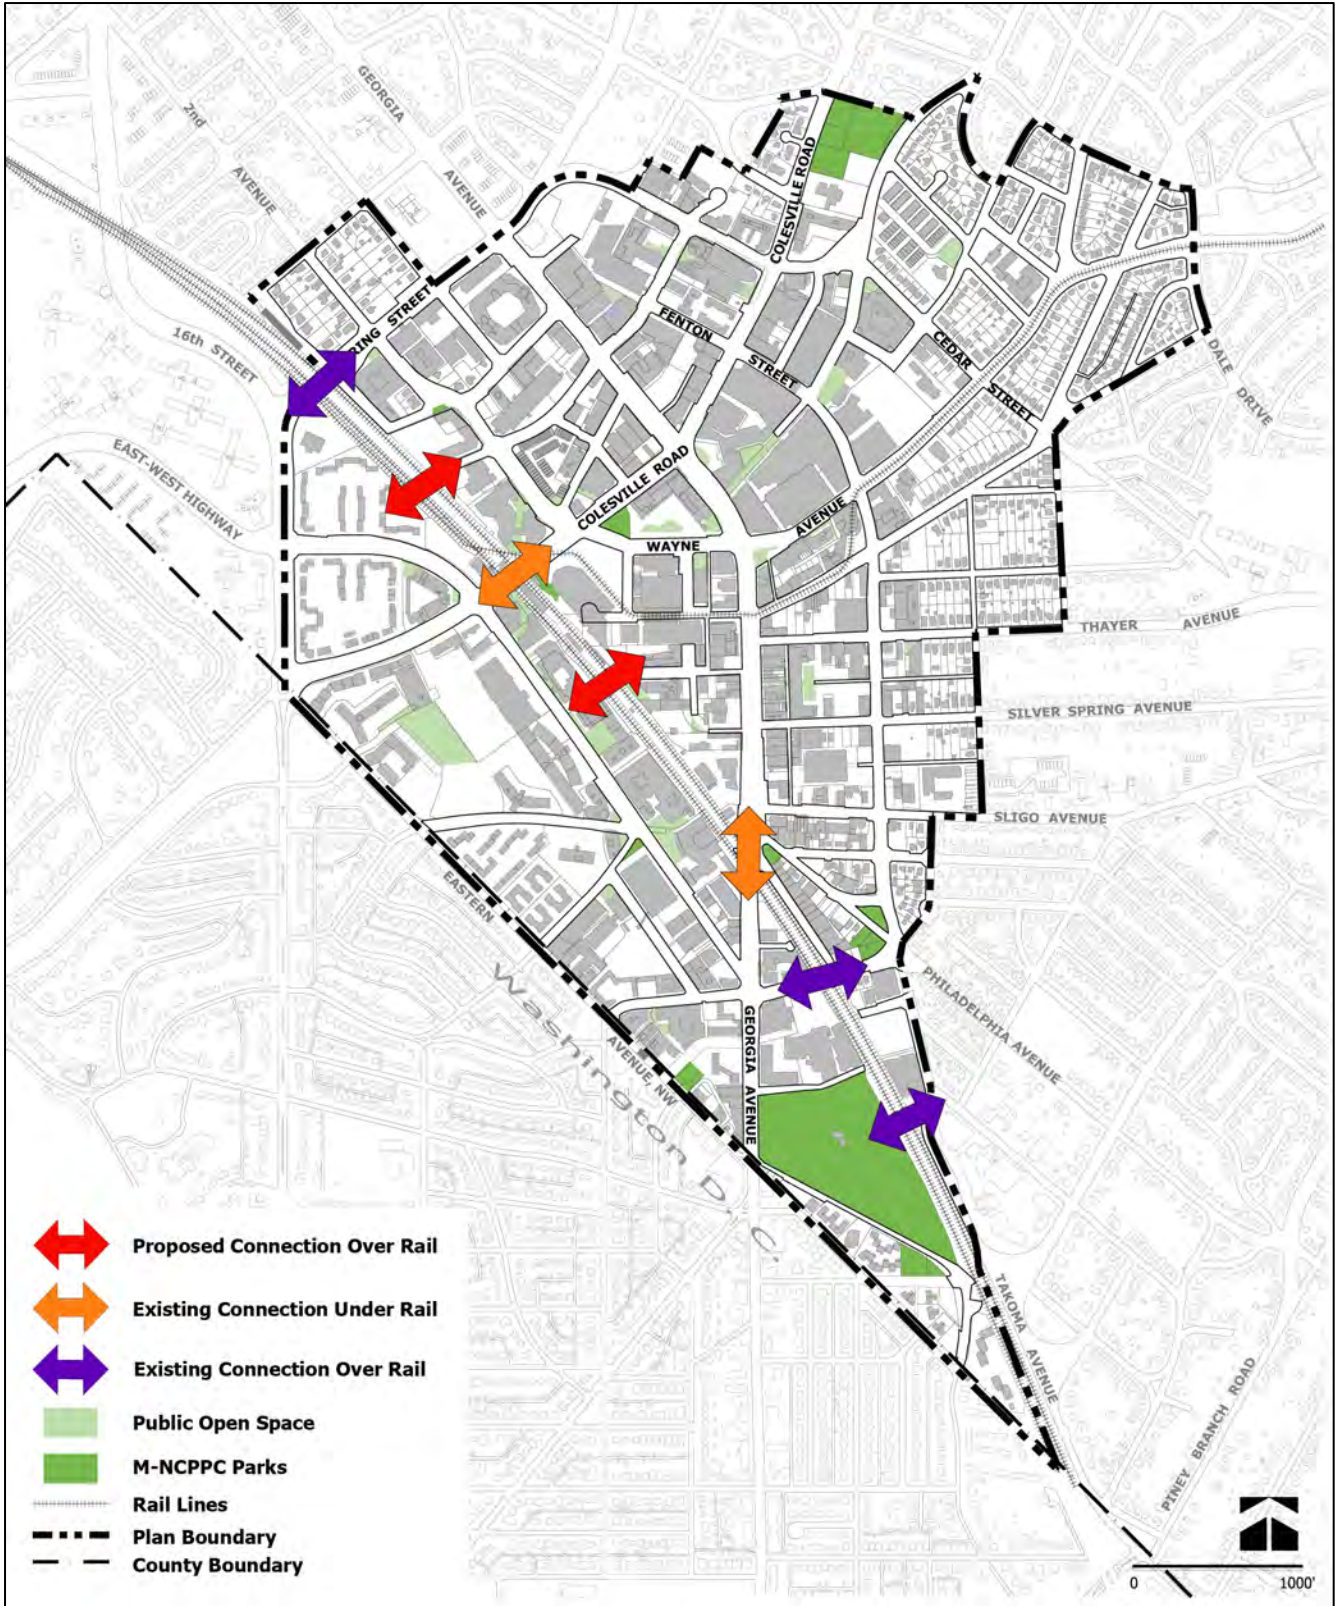 GEORGIA
AVENUE
2nd
AVENUE
COLESVILLE ROAD
SPRING STREET
16th STREET
FENTON
STREET
CEDAR
STREET
DALE DRIVE
EAST-WEST HIGHWAY
COLESVILLE ROAD
WAYNE
AVENUE
THAYER AVENUE
SILVER SPRING AVENUE
SLIGO AVENUE
EASTERN
AVENUE, NW
Washington D.C.
PHILADELPHIA AVENUE
GEORGIA AVENUE
TAKOMA AVENUE
PINEY BRANCH ROAD
Proposed Connection Over Rail
Existing Connection Under Rail
Existing Connection Over Rail
Public Open Space
M-NCPPC Parks
Rail Lines
Plan Boundary
County Boundary
0 1000'